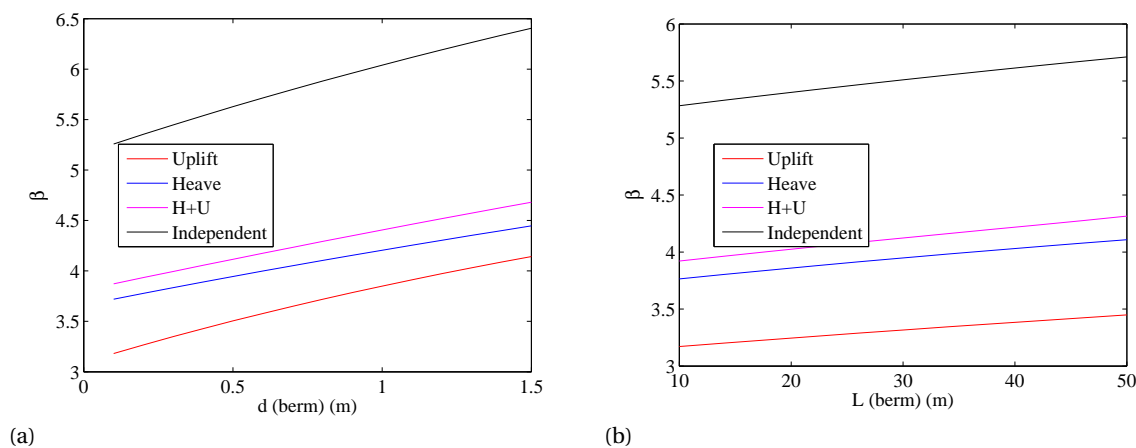 6.5
6
5.5
5
4.5
4
3.5
3
β
Uplift
Heave
H+U
Independent
0 0.5 1 1.5
d (berm) (m)
(a)
6
5.5
5
4.5
4
3.5
3
β
Uplift
Heave
H+U
Independent
10 20 30 40 50
L (berm) (m)
(b)